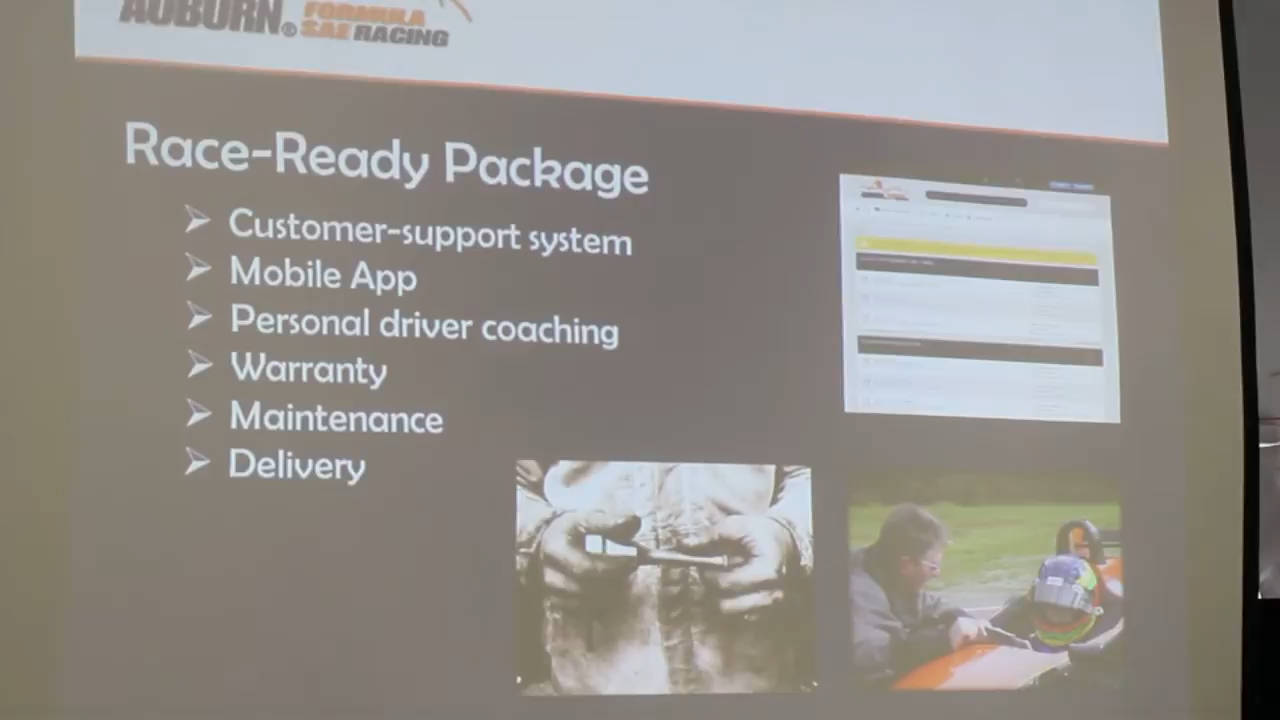 AUBURN® FORMULA
SAE RACING
Race-Ready Package
Customer-support system
Mobile App
Personal driver coaching
Warranty
Maintenance
Delivery